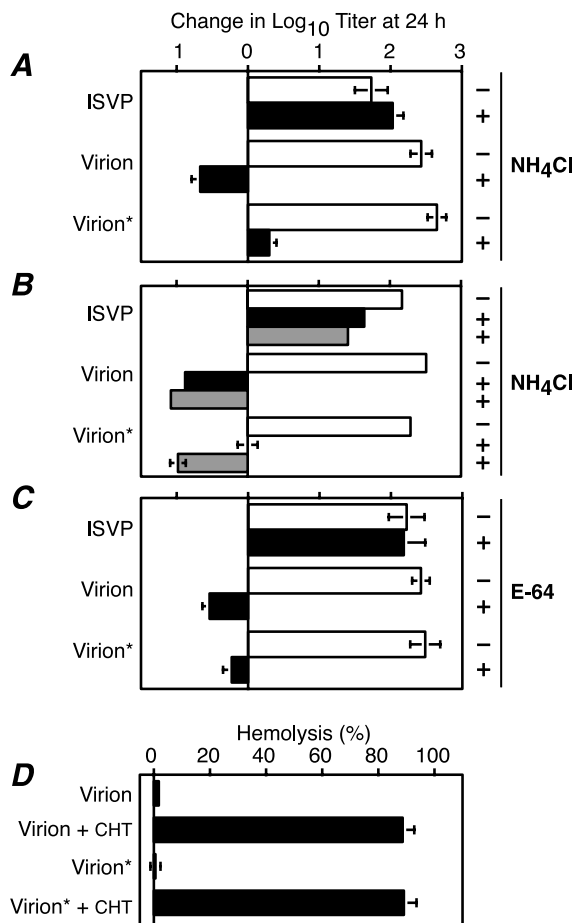 Change in Log10 Titer at 24 h
1 0 1 2 3
A
ISVP − +
Virion − +
Virion* − +
NH4Cl
B
ISVP − + +
Virion − + +
Virion* − + +
NH4Cl
C
ISVP − +
Virion − +
Virion* − +
E-64
Hemolysis (%)
0 20 40 60 80 100
D
Virion
Virion + CHT
Virion*
Virion* + CHT